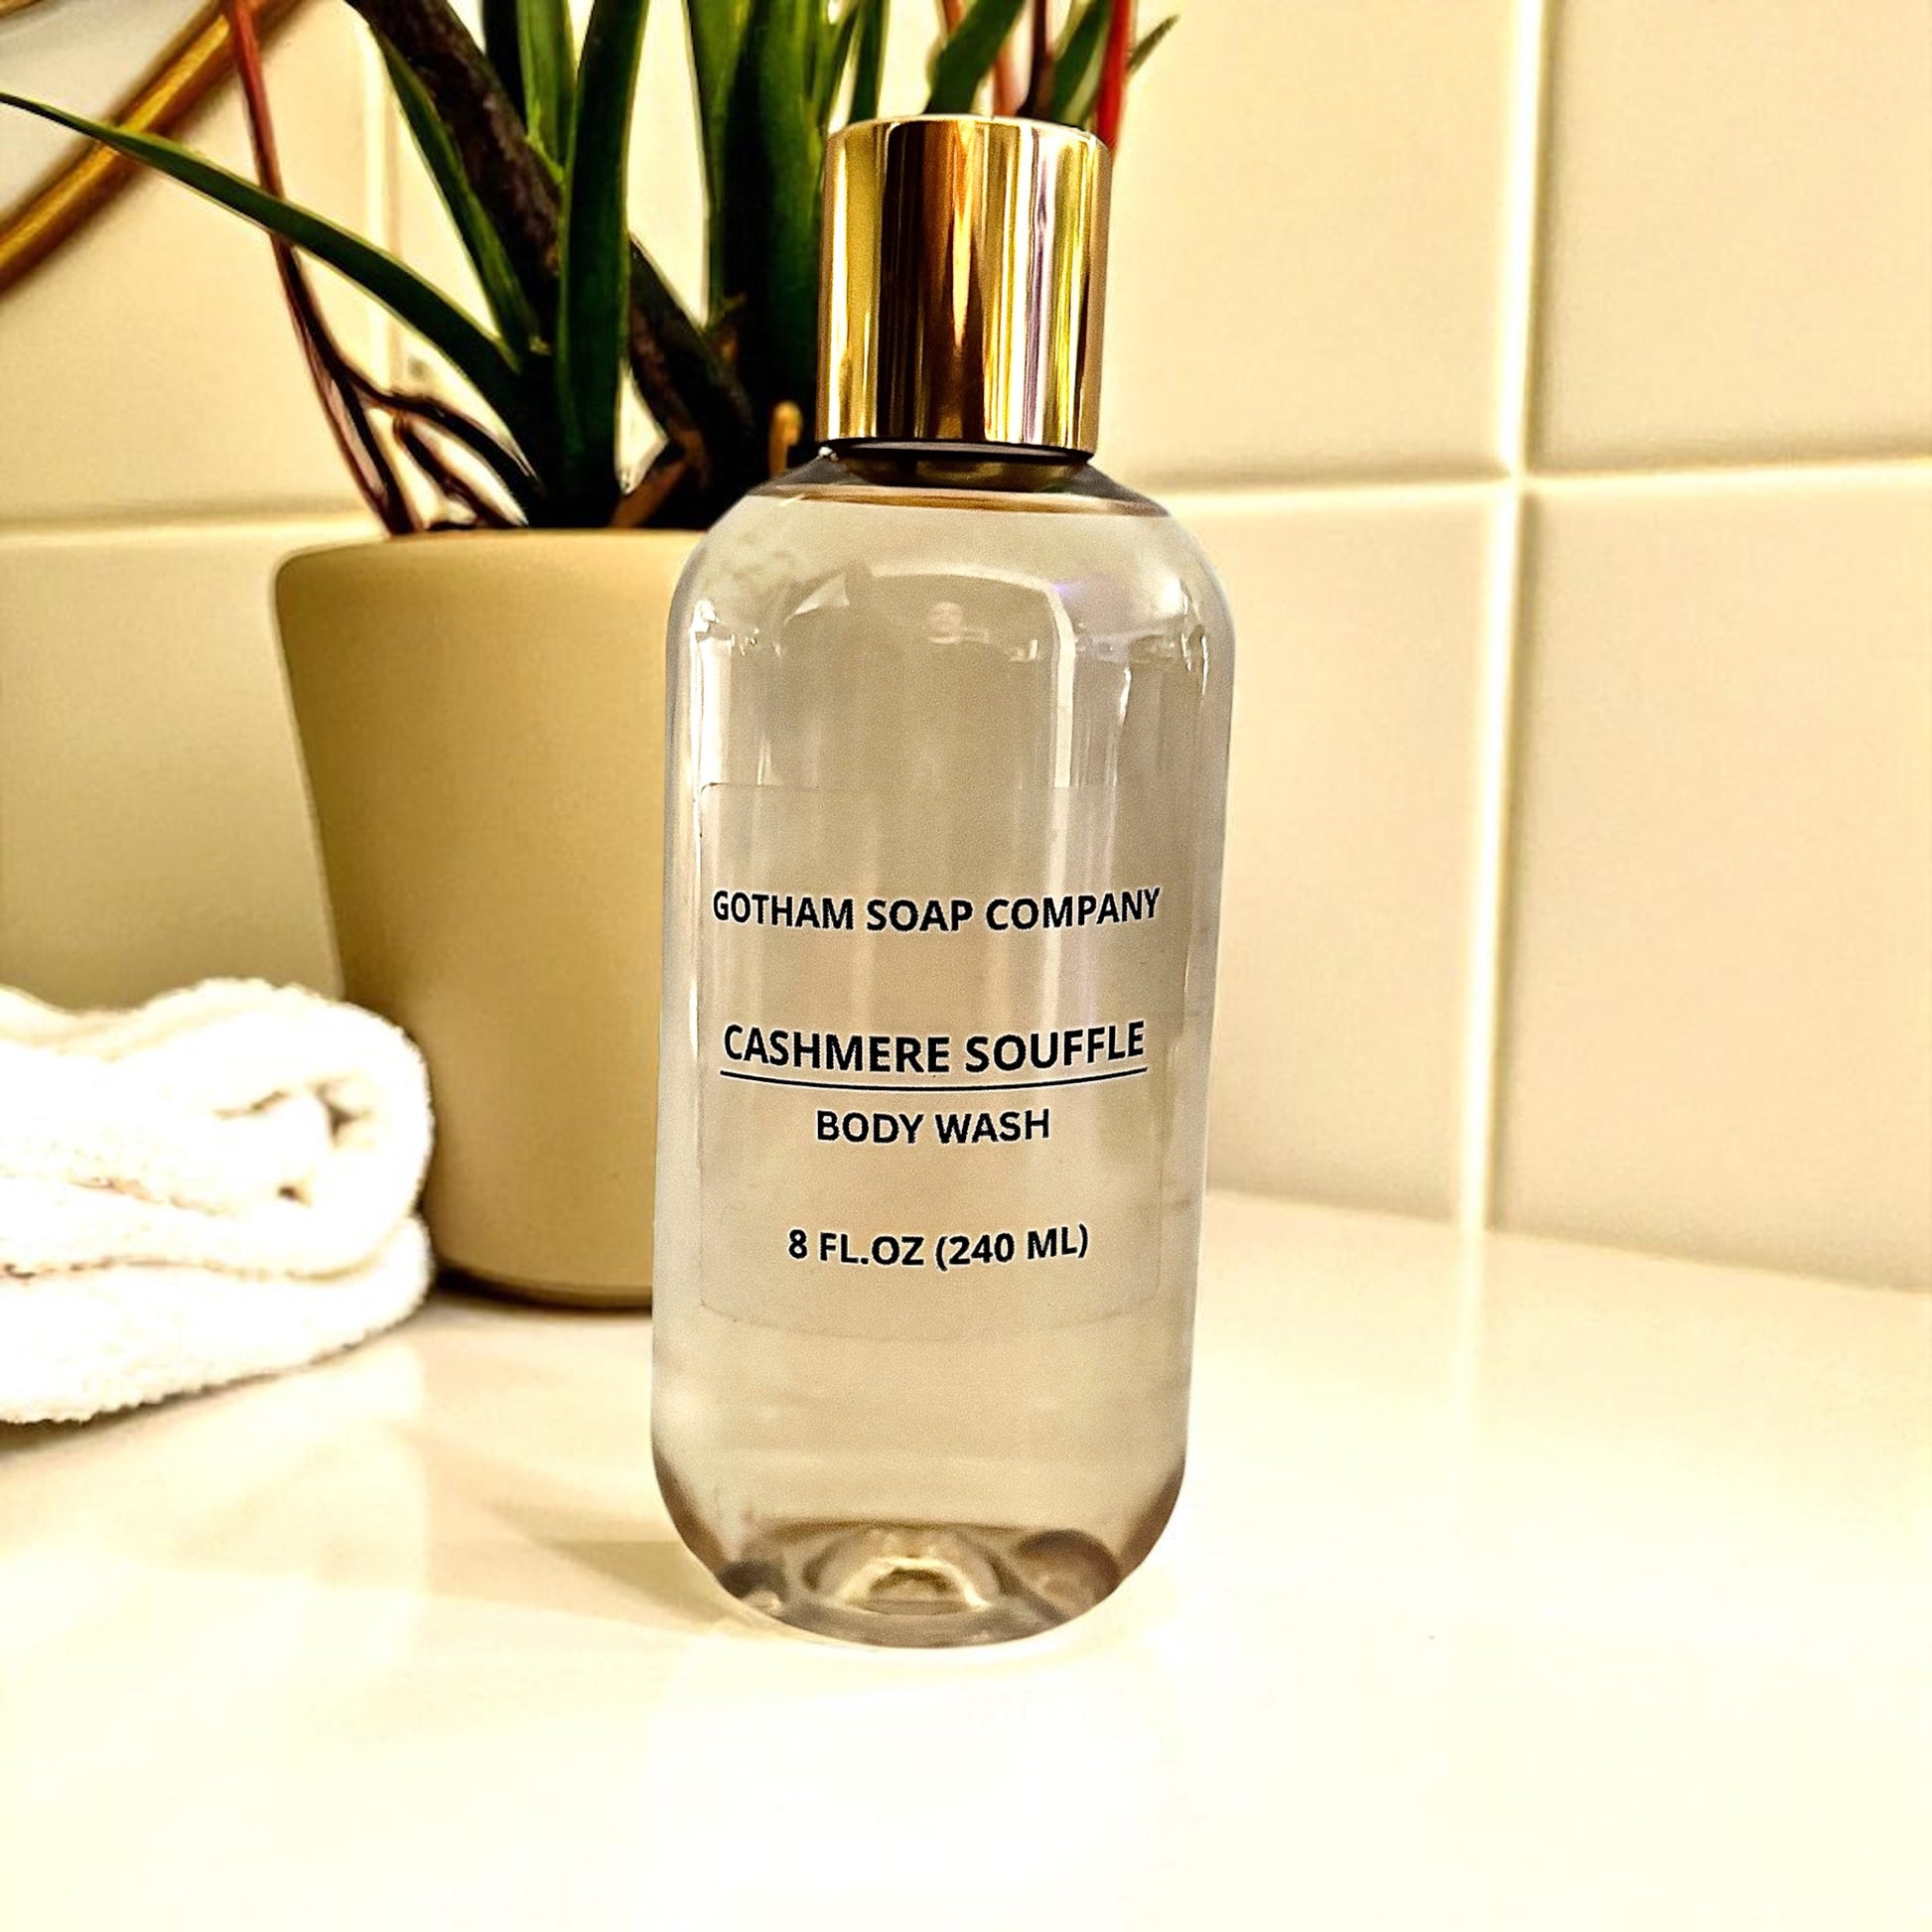 GOTHAM SOAP COMPANY
CASHMERE SOUFFLE
BODY WASH
8 FL.OZ (240 ML)